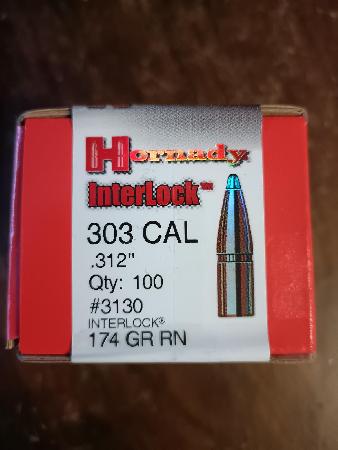 Hornady
InterLock™
303 CAL
.312"
Qty: 100
#3130
INTERLOCK®
174 GR RN